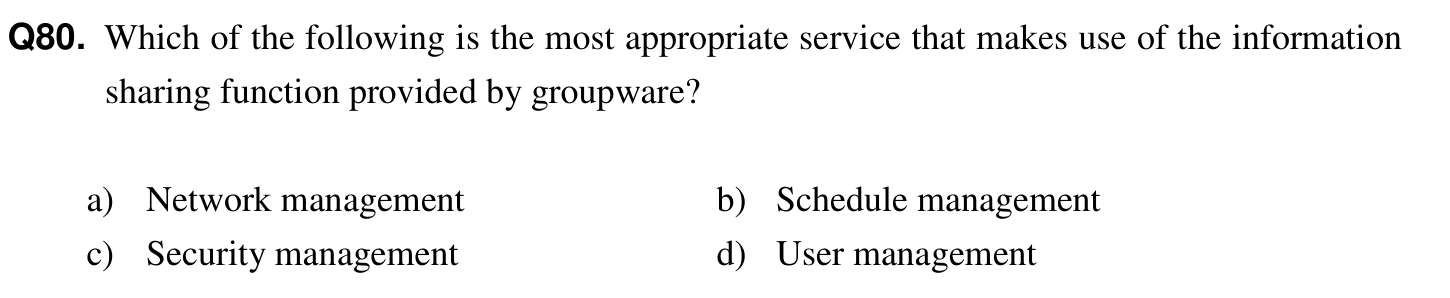 Q80. Which of the following is the most appropriate service that makes use of the information
sharing function provided by groupware?
a) Network management b) Schedule management
c) Security management d) User management